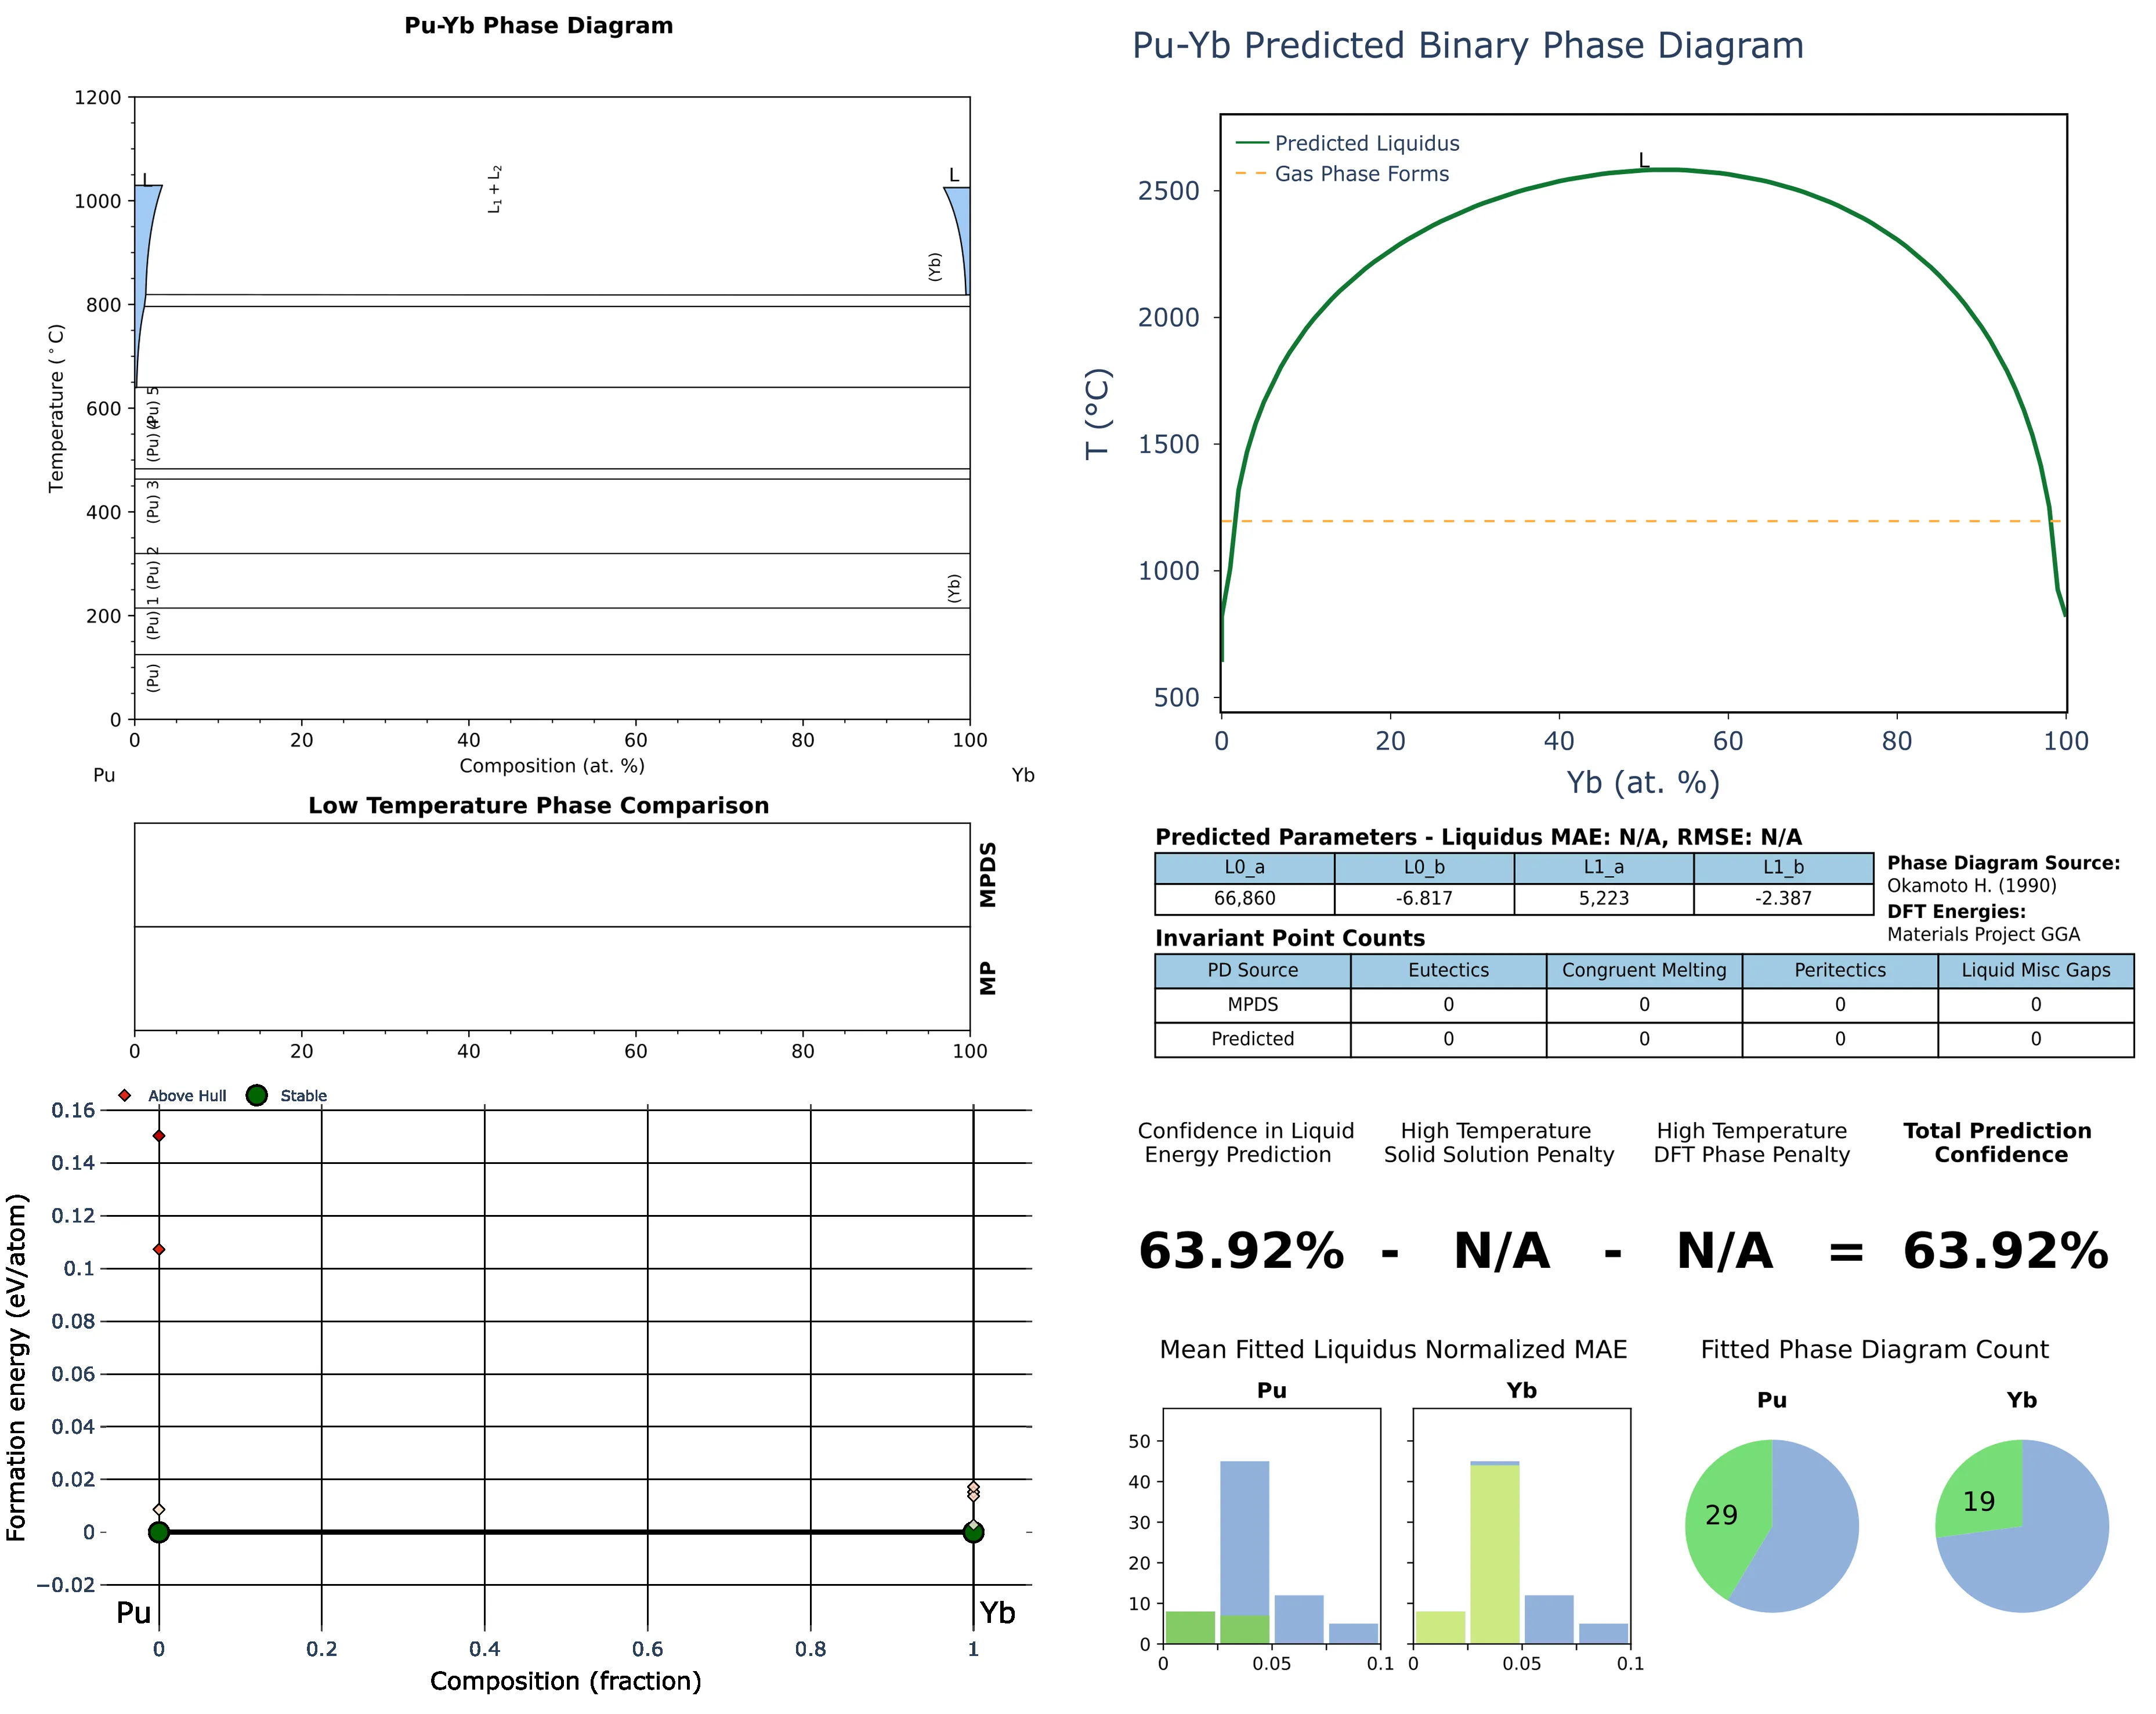 Pu-Yb Phase Diagram
1200
1000
800
600
400
200
0
Temperature (°C)
L
L₁ + L₂
L
(Yb)
(Pu) 5
(Pu) 4
(Pu) 3
(Pu) 2
(Yb)
(Pu) 1
(Pu)
0 20 40 60 80 100
Composition (at. %)
Pu Yb
Low Temperature Phase Comparison
MPDS
MP
0 20 40 60 80 100
Above Hull Stable
0.16
0.14
0.12
0.1
0.08
0.06
0.04
0.02
0
−0.02
Formation energy (eV/atom)
Pu Yb
0 0.2 0.4 0.6 0.8 1
Composition (fraction)
Pu-Yb Predicted Binary Phase Diagram
Predicted Liquidus
Gas Phase Forms
L
2500
2000
1500
1000
500
T (°C)
0 20 40 60 80 100
Yb (at. %)
Predicted Parameters - Liquidus MAE: N/A, RMSE: N/A
L0_a L0_b L1_a L1_b
66,860 -6.817 5,223 -2.387
Phase Diagram Source:
Okamoto H. (1990)
DFT Energies:
Materials Project GGA
Invariant Point Counts
PD Source Eutectics Congruent Melting Peritectics Liquid Misc Gaps
MPDS 0 0 0 0
Predicted 0 0 0 0
Confidence in Liquid
Energy Prediction
High Temperature
Solid Solution Penalty
High Temperature
DFT Phase Penalty
Total Prediction
Confidence
63.92% - N/A - N/A = 63.92%
Mean Fitted Liquidus Normalized MAE
Pu Yb
50
40
30
20
10
0
0 0.05 0.1 0 0.05 0.1
Fitted Phase Diagram Count
Pu Yb
29 19